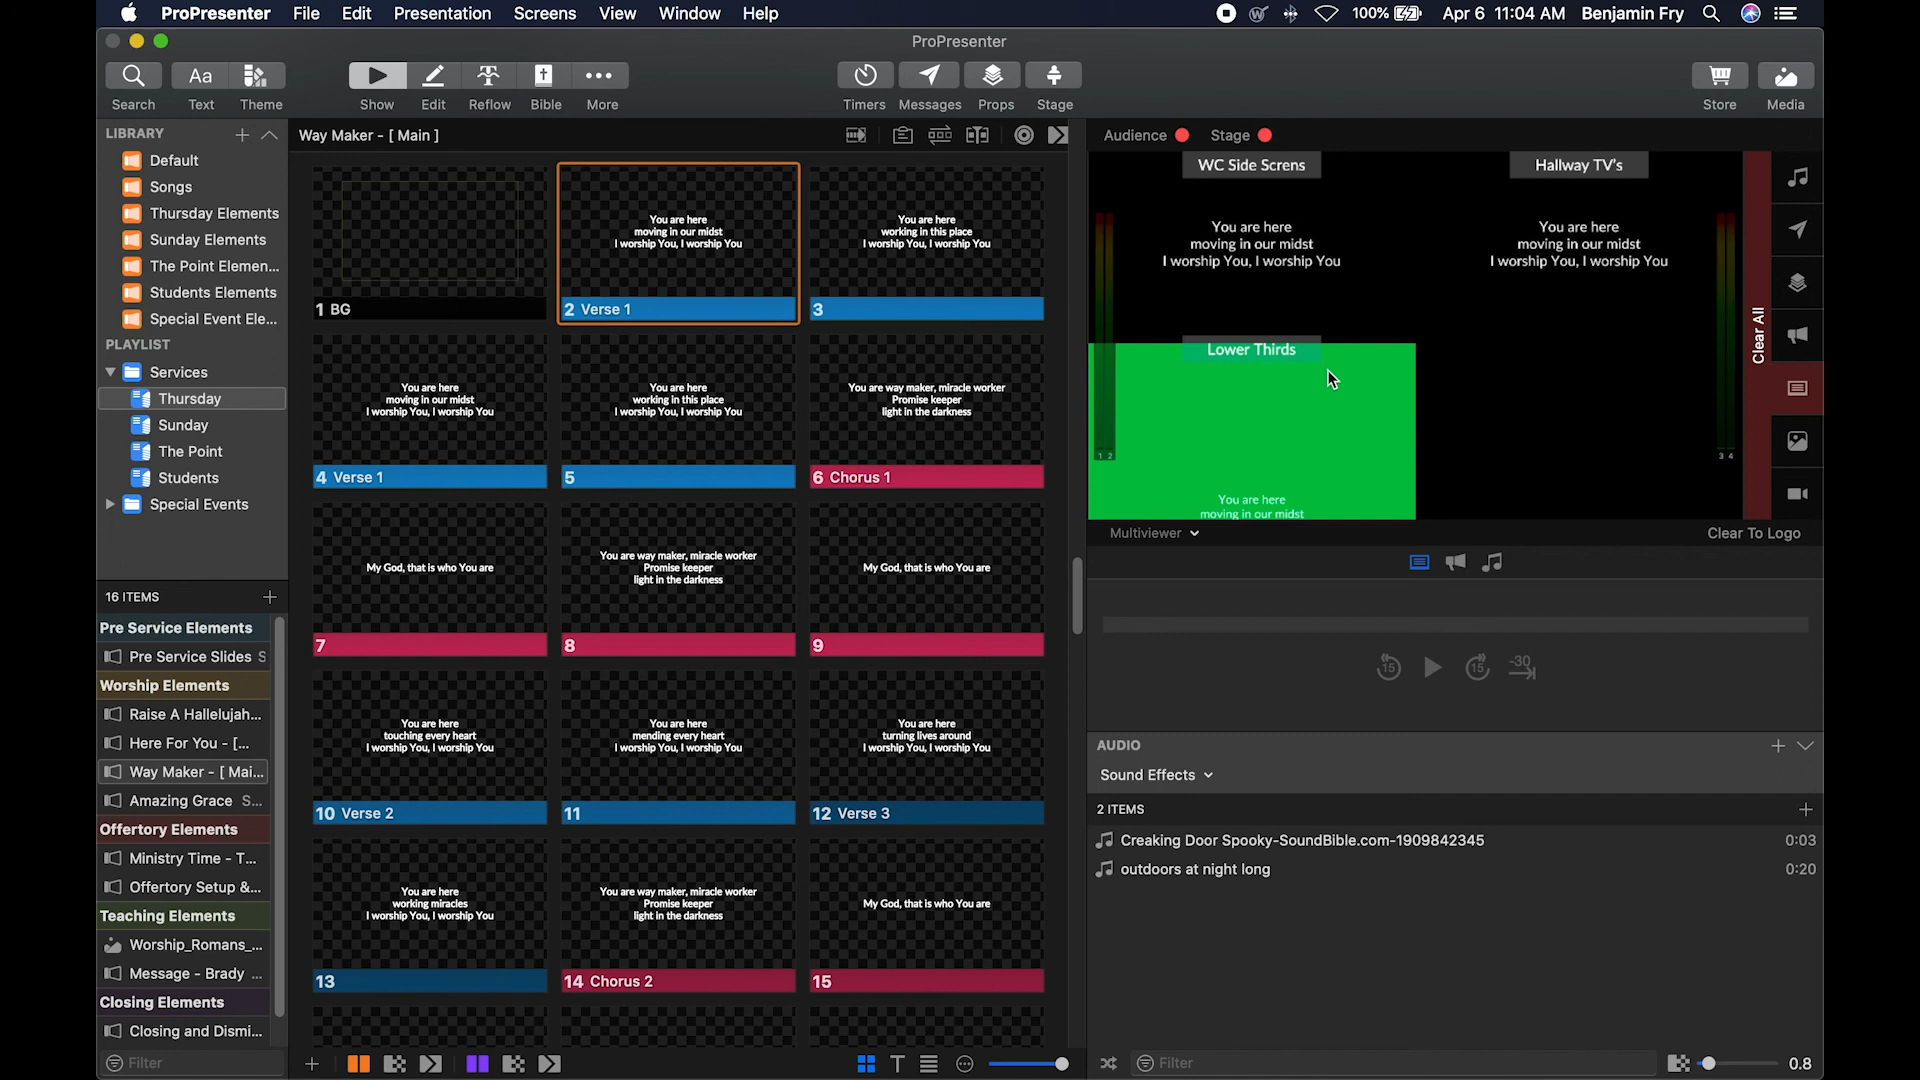 ProPresenter File Edit Presentation Screens View Window Help 100% Apr 6 11:04 AM Benjamin Fry
ProPresenter
Search Text Theme Show Edit Reflow Bible More Timers Messages Props Stage Store Media
Aa
LIBRARY
Default
Songs
Thursday Elements
Sunday Elements
The Point Elemen...
Students Elements
Special Event Ele...
PLAYLIST
Services
Thursday
Sunday
The Point
Students
Special Events
16 ITEMS
Pre Service Elements
Pre Service Slides S
Worship Elements
Raise A Hallelujah...
Here For You - [...
Way Maker - [ Mai...
Amazing Grace S...
Offertory Elements
Ministry Time - T...
Offertory Setup &...
Teaching Elements
Worship_Romans_...
Message - Brady ...
Closing Elements
Closing and Dismi...
Filter
Way Maker - [ Main ]
1 BG
You are here
moving in our midst
I worship You, I worship You
2 Verse 1
You are here
working in this place
I worship You, I worship You
3
You are here
moving in our midst
I worship You, I worship You
4 Verse 1
You are here
working in this place
I worship You, I worship You
5
You are way maker, miracle worker
Promise keeper
light in the darkness
6 Chorus 1
My God, that is who You are
7
You are way maker, miracle worker
Promise keeper
light in the darkness
8
My God, that is who You are
9
You are here
touching every heart
I worship You, I worship You
10 Verse 2
You are here
mending every heart
I worship You, I worship You
11
You are here
turning lives around
I worship You, I worship You
12 Verse 3
You are here
working miracles
I worship You, I worship You
13
You are way maker, miracle worker
Promise keeper
light in the darkness
14 Chorus 2
My God, that is who You are
15
Audience Stage
WC Side Screns
You are here
moving in our midst
I worship You, I worship You
Hallway TV's
You are here
moving in our midst
I worship You, I worship You
Lower Thirds
You are here
moving in our midst
1 2
3 4
Clear All
Multiviewer Clear To Logo
15 15 -30
AUDIO
Sound Effects
2 ITEMS
Creaking Door Spooky-SoundBible.com-1909842345 0:03
outdoors at night long 0:20
Filter 0.8